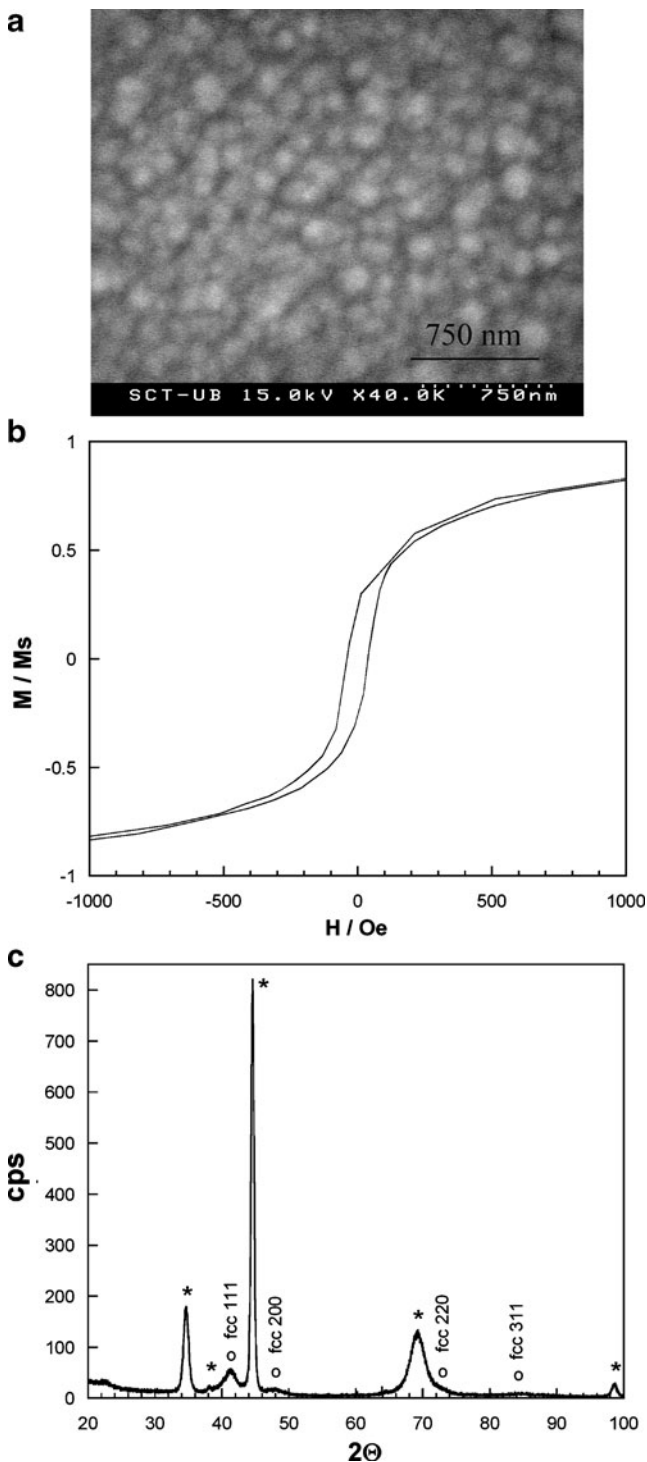 a
750 nm
SCT-UB 15.0kV X40.0K 750nm
b
1
0.5
0
-0.5
-1
M / Ms
-1000 -500 0 500 1000
H / Oe
c
800
700
600
500
400
300
200
100
0
cps
*
*
*
o fcc 111
o fcc 200
*
o fcc 220
o fcc 311
*
20 30 40 50 60 70 80 90 100
2Θ